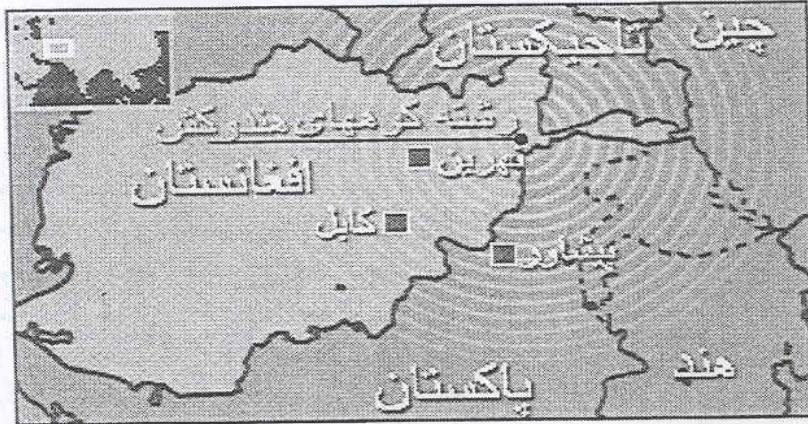 چین
تاجیکستان
رشته کوههای هندوکش
نهرین
افغانستان
کابل
پیشاور
هند
پاکستان